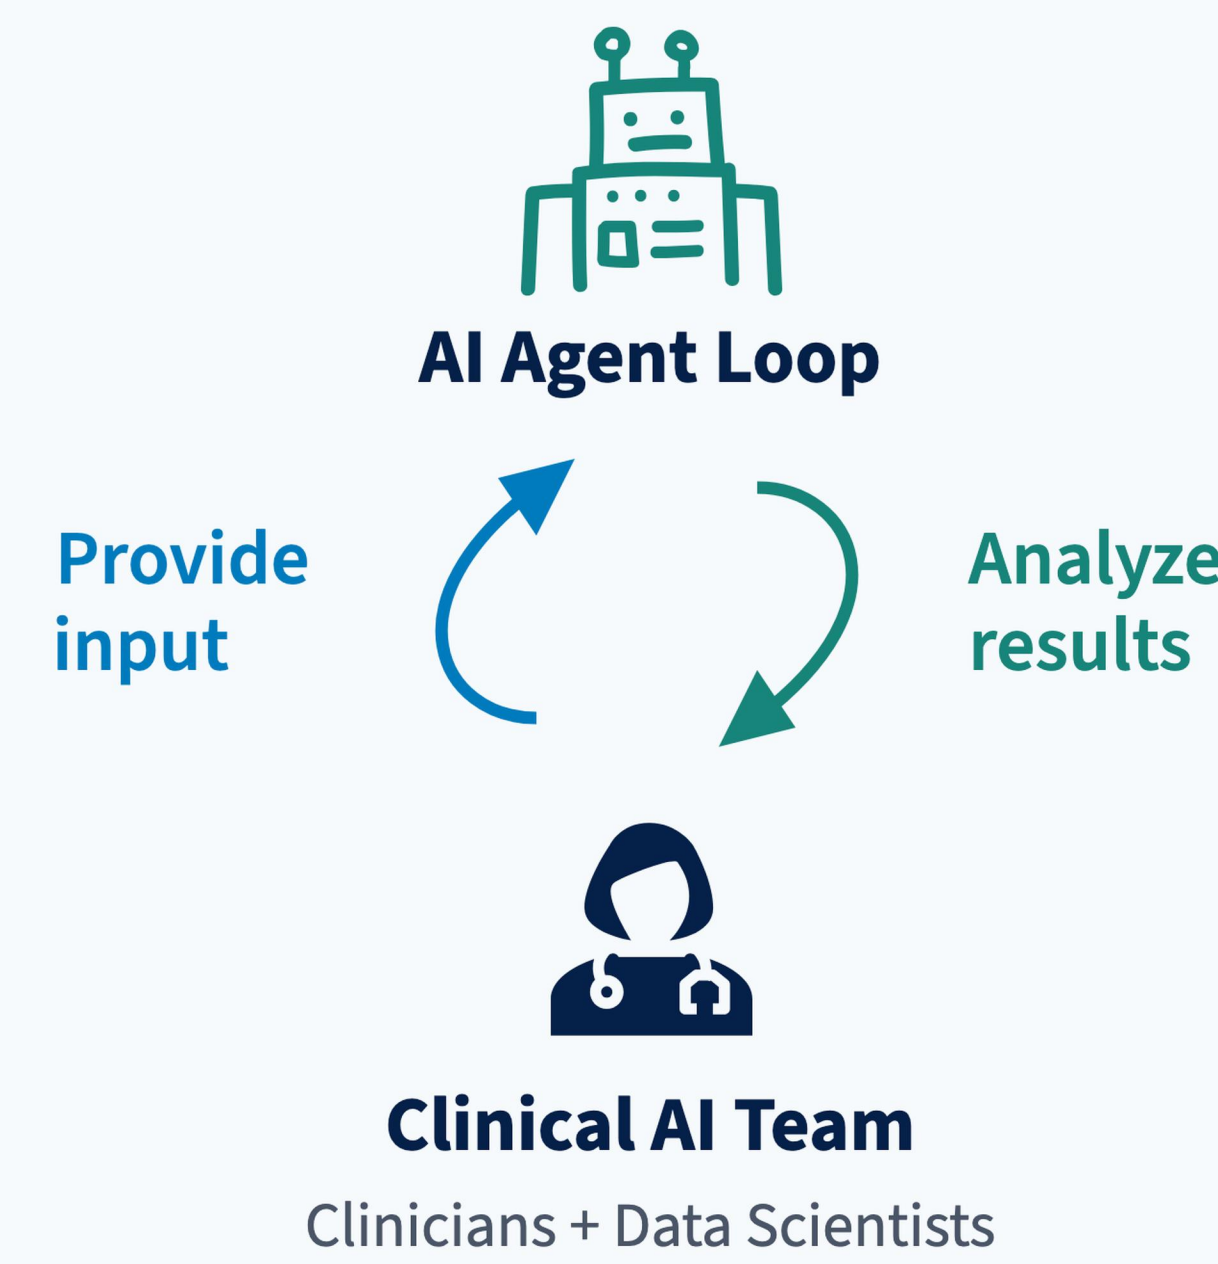 AI Agent Loop
Provide
input
Analyze
results
Clinical AI Team
Clinicians + Data Scientists